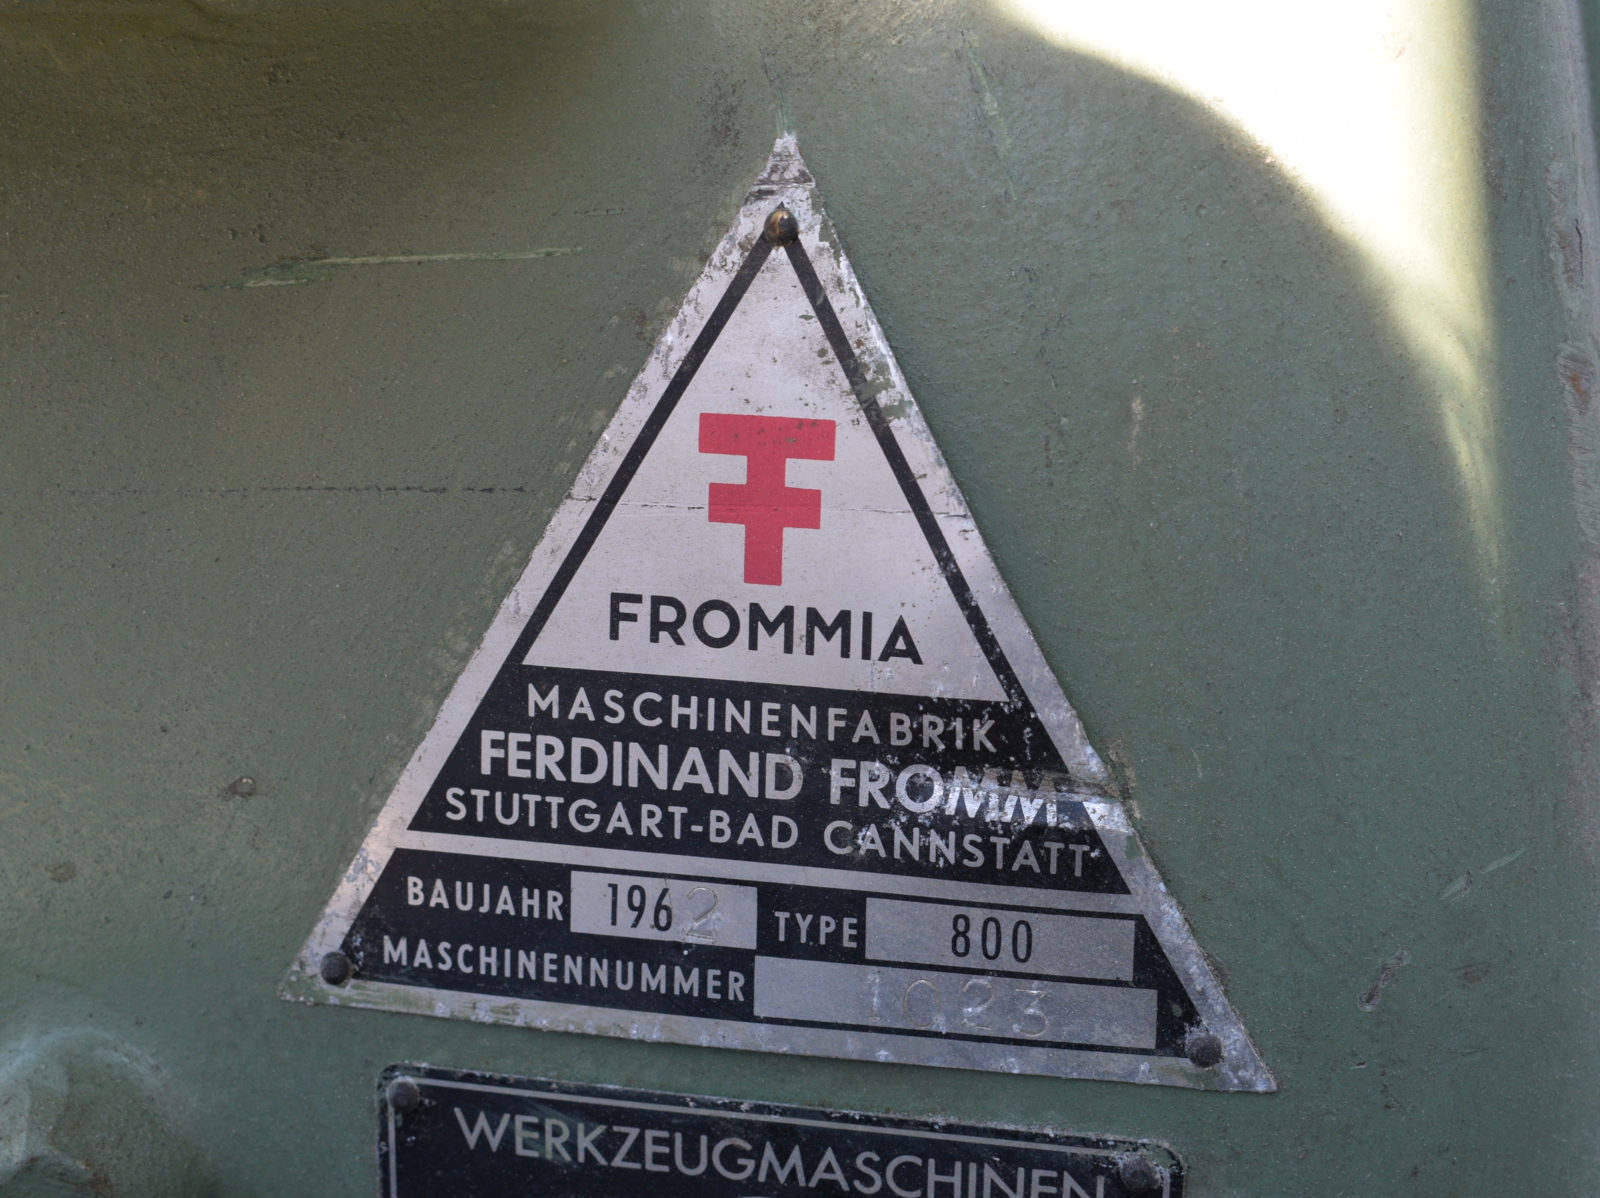 FROMMIA
MASCHINENFABRIK
FERDINAND FROMM
STUTTGART-BAD CANNSTATT
BAUJAHR 1962 TYPE 800
MASCHINENNUMMER 1023
WERKZEUGMASCHINEN